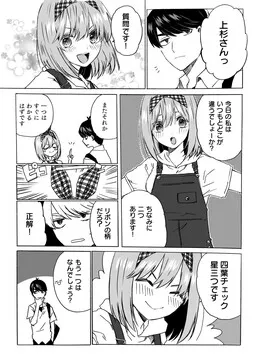 上杉さんっ
質問です！
今日の私は
いつもとどこが
違うでしょーか？
ちなみに
二つ
あります！
またそれか
一つは
すぐに
わかる
はずです
リボンの柄
だろ？
正解！
四葉チェック
星三つです
もう一つは
なんでしょう？